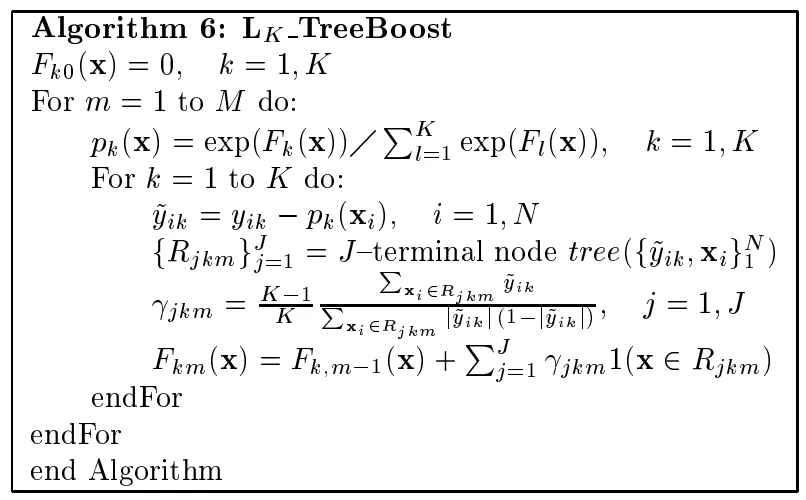 Algorithm 6: L_K_TreeBoost
F_{k0}(𝐱) = 0, k = 1, K
For m = 1 to M do:
p_k(𝐱) = exp(F_k(𝐱)) / ∑_{l=1}^{K} exp(F_l(𝐱)), k = 1, K
For k = 1 to K do:
ỹ_{ik} = y_{ik} − p_k(𝐱_i), i = 1, N
{R_{jkm}}_{j=1}^{J} = J–terminal node tree({ỹ_{ik}, 𝐱_i}_1^N)
γ_{jkm} = \frac{K−1}{K} \frac{∑_{𝐱_i∈R_{jkm}} ỹ_{ik}}{∑_{𝐱_i∈R_{jkm}} |ỹ_{ik}| (1−|ỹ_{ik}|)}, j = 1, J
F_{km}(𝐱) = F_{k,m−1}(𝐱) + ∑_{j=1}^{J} γ_{jkm} 1(𝐱 ∈ R_{jkm})
endFor
endFor
end Algorithm